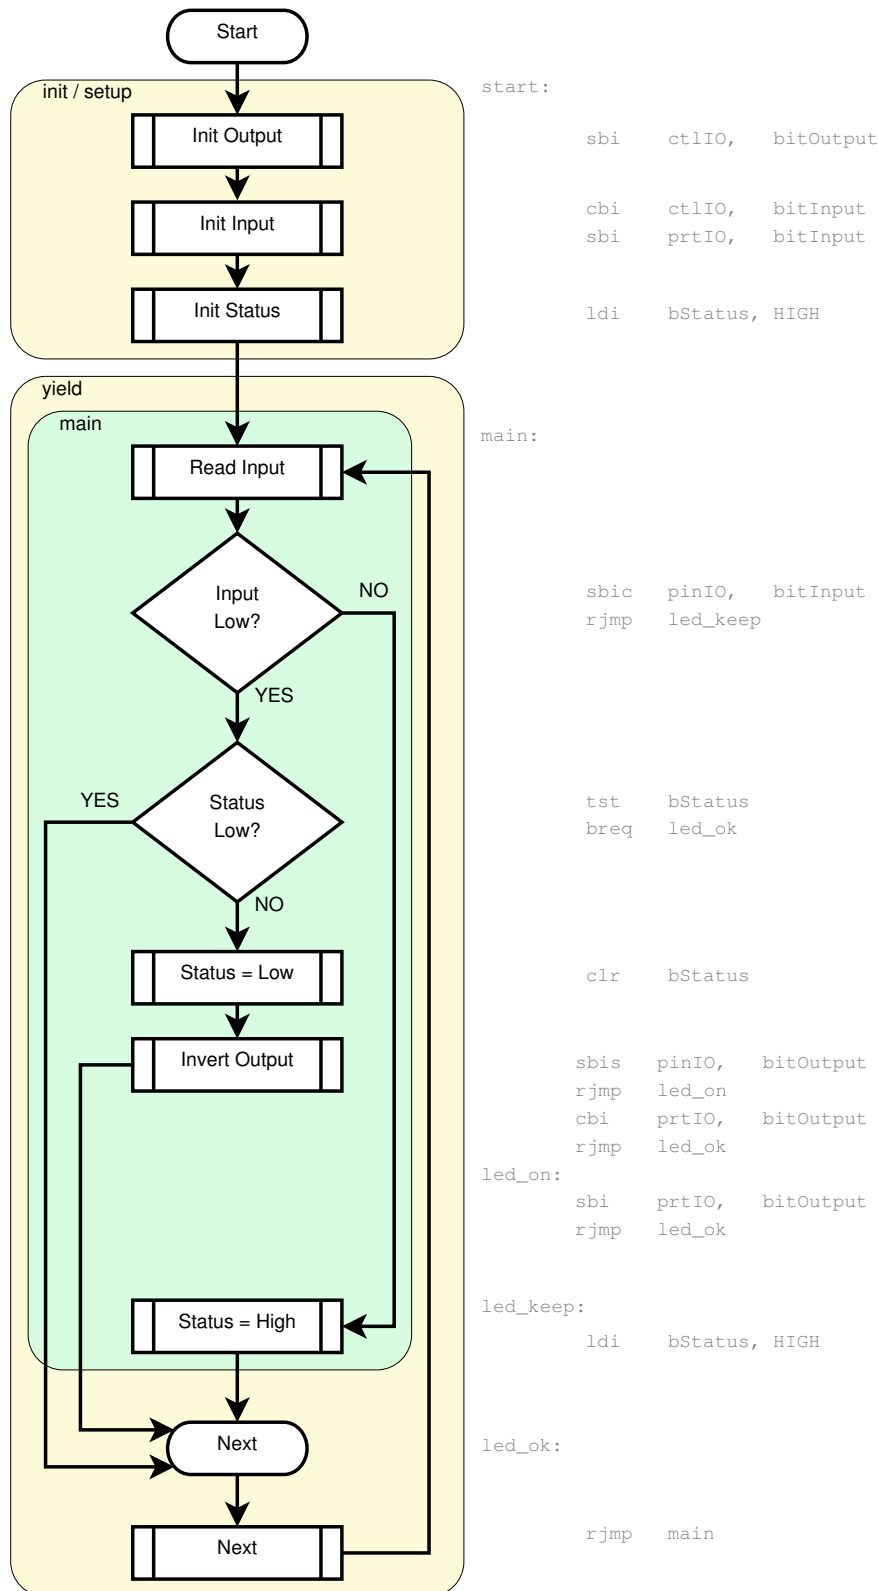 Start
init / setup
start:
Init Output
sbi ctlIO, bitOutput
Init Input
cbi ctlIO, bitInput
sbi prtIO, bitInput
Init Status
ldi bStatus, HIGH
yield
main
main:
Read Input
Input
Low?
NO
YES
sbic pinIO, bitInput
rjmp led_keep
YES
Status
Low?
NO
tst bStatus
breq led_ok
Status = Low
clr bStatus
Invert Output
sbis pinIO, bitOutput
rjmp led_on
cbi prtIO, bitOutput
rjmp led_ok
led_on:
sbi prtIO, bitOutput
rjmp led_ok
led_keep:
Status = High
ldi bStatus, HIGH
Next
led_ok:
Next
rjmp main